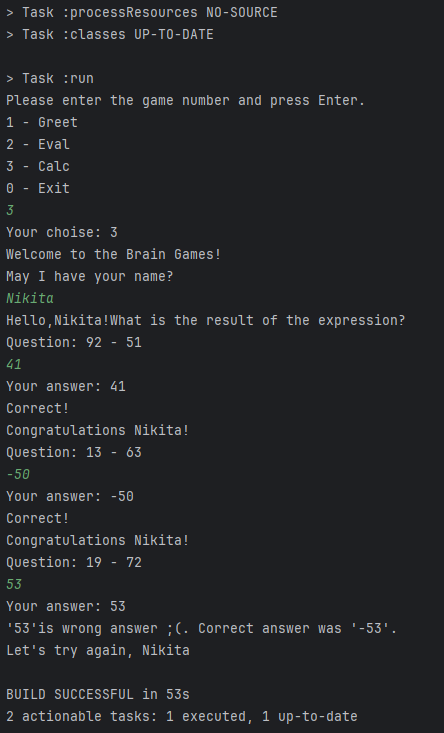 > Task :processResources NO-SOURCE
> Task :classes UP-TO-DATE
> Task :run
Please enter the game number and press Enter.
1 - Greet
2 - Eval
3 - Calc
0 - Exit
3
Your choise: 3
Welcome to the Brain Games!
May I have your name?
Nikita
Hello,Nikita!What is the result of the expression?
Question: 92 - 51
41
Your answer: 41
Correct!
Congratulations Nikita!
Question: 13 - 63
-50
Your answer: -50
Correct!
Congratulations Nikita!
Question: 19 - 72
53
Your answer: 53
'53'is wrong answer ;(. Correct answer was '-53'.
Let's try again, Nikita
BUILD SUCCESSFUL in 53s
2 actionable tasks: 1 executed, 1 up-to-date